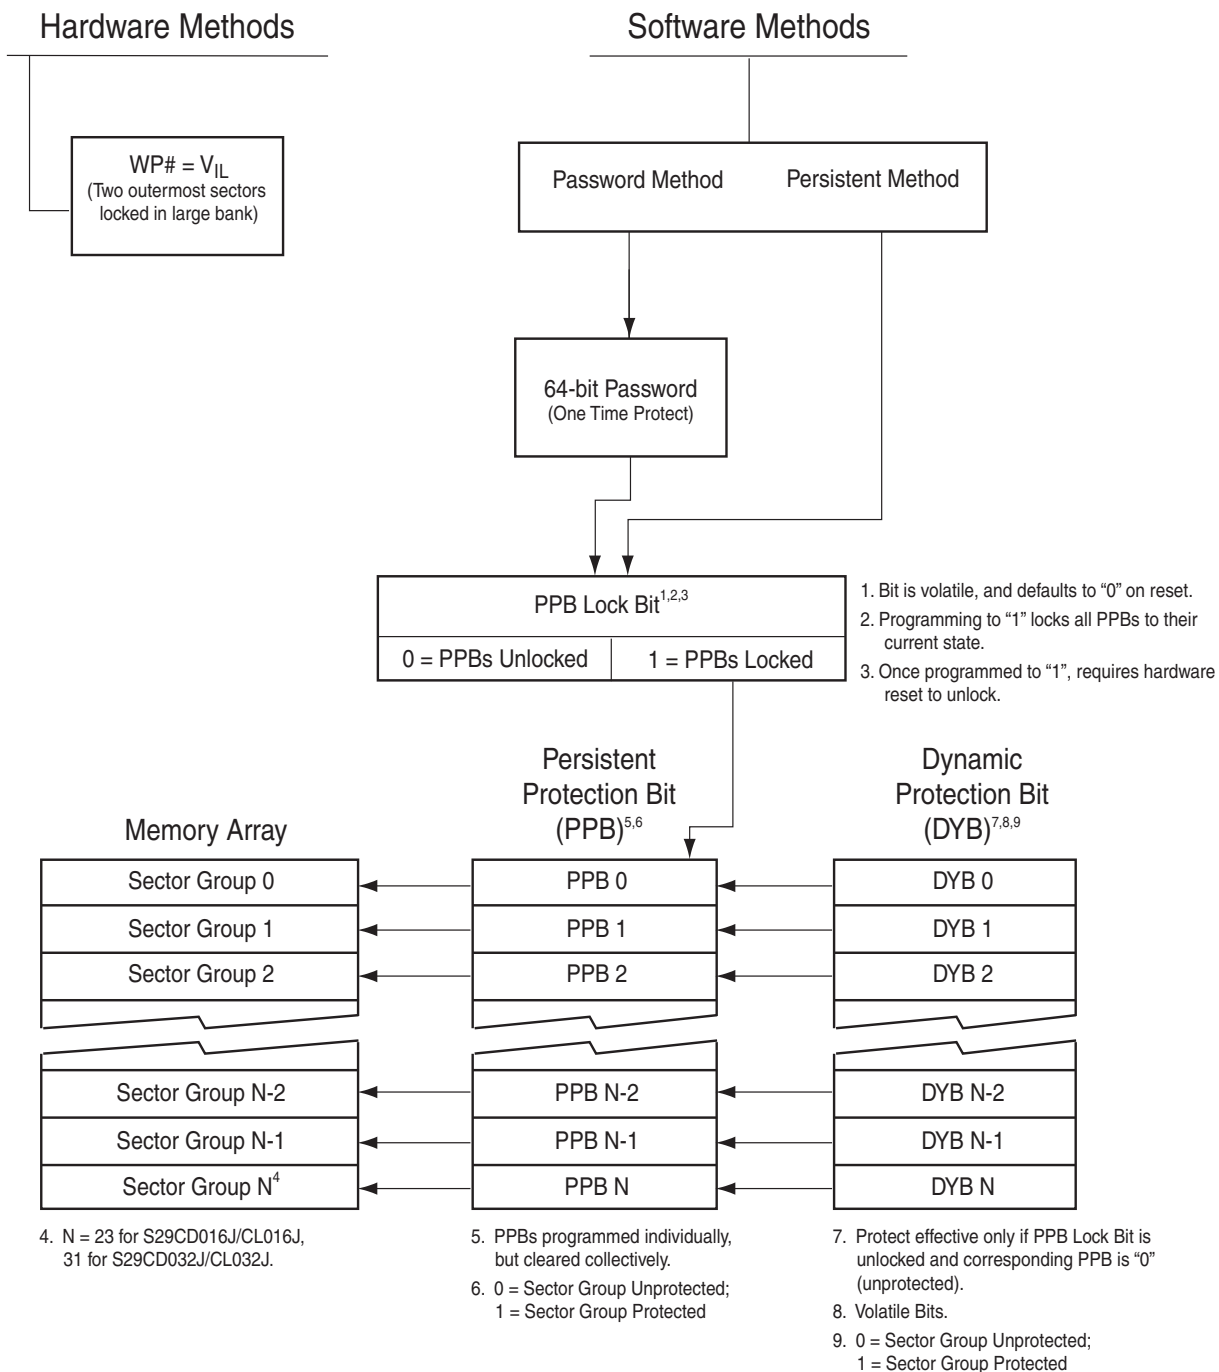 Hardware Methods
Software Methods
WP# = VIL
(Two outermost sectors
locked in large bank)
Password Method
Persistent Method
64-bit Password
(One Time Protect)
PPB Lock Bit1,2,3
0 = PPBs Unlocked
1 = PPBs Locked
1. Bit is volatile, and defaults to “0” on reset.
2. Programming to “1” locks all PPBs to their
current state.
3. Once programmed to “1”, requires hardware
reset to unlock.
Memory Array
Persistent
Protection Bit
(PPB)5,6
Dynamic
Protection Bit
(DYB)7,8,9
Sector Group 0
PPB 0
DYB 0
Sector Group 1
PPB 1
DYB 1
Sector Group 2
PPB 2
DYB 2
Sector Group N-2
PPB N-2
DYB N-2
Sector Group N-1
PPB N-1
DYB N-1
Sector Group N4
PPB N
DYB N
4. N = 23 for S29CD016J/CL016J,
31 for S29CD032J/CL032J.
5. PPBs programmed individually,
but cleared collectively.
6. 0 = Sector Group Unprotected;
1 = Sector Group Protected
7. Protect effective only if PPB Lock Bit is
unlocked and corresponding PPB is “0”
(unprotected).
8. Volatile Bits.
9. 0 = Sector Group Unprotected;
1 = Sector Group Protected